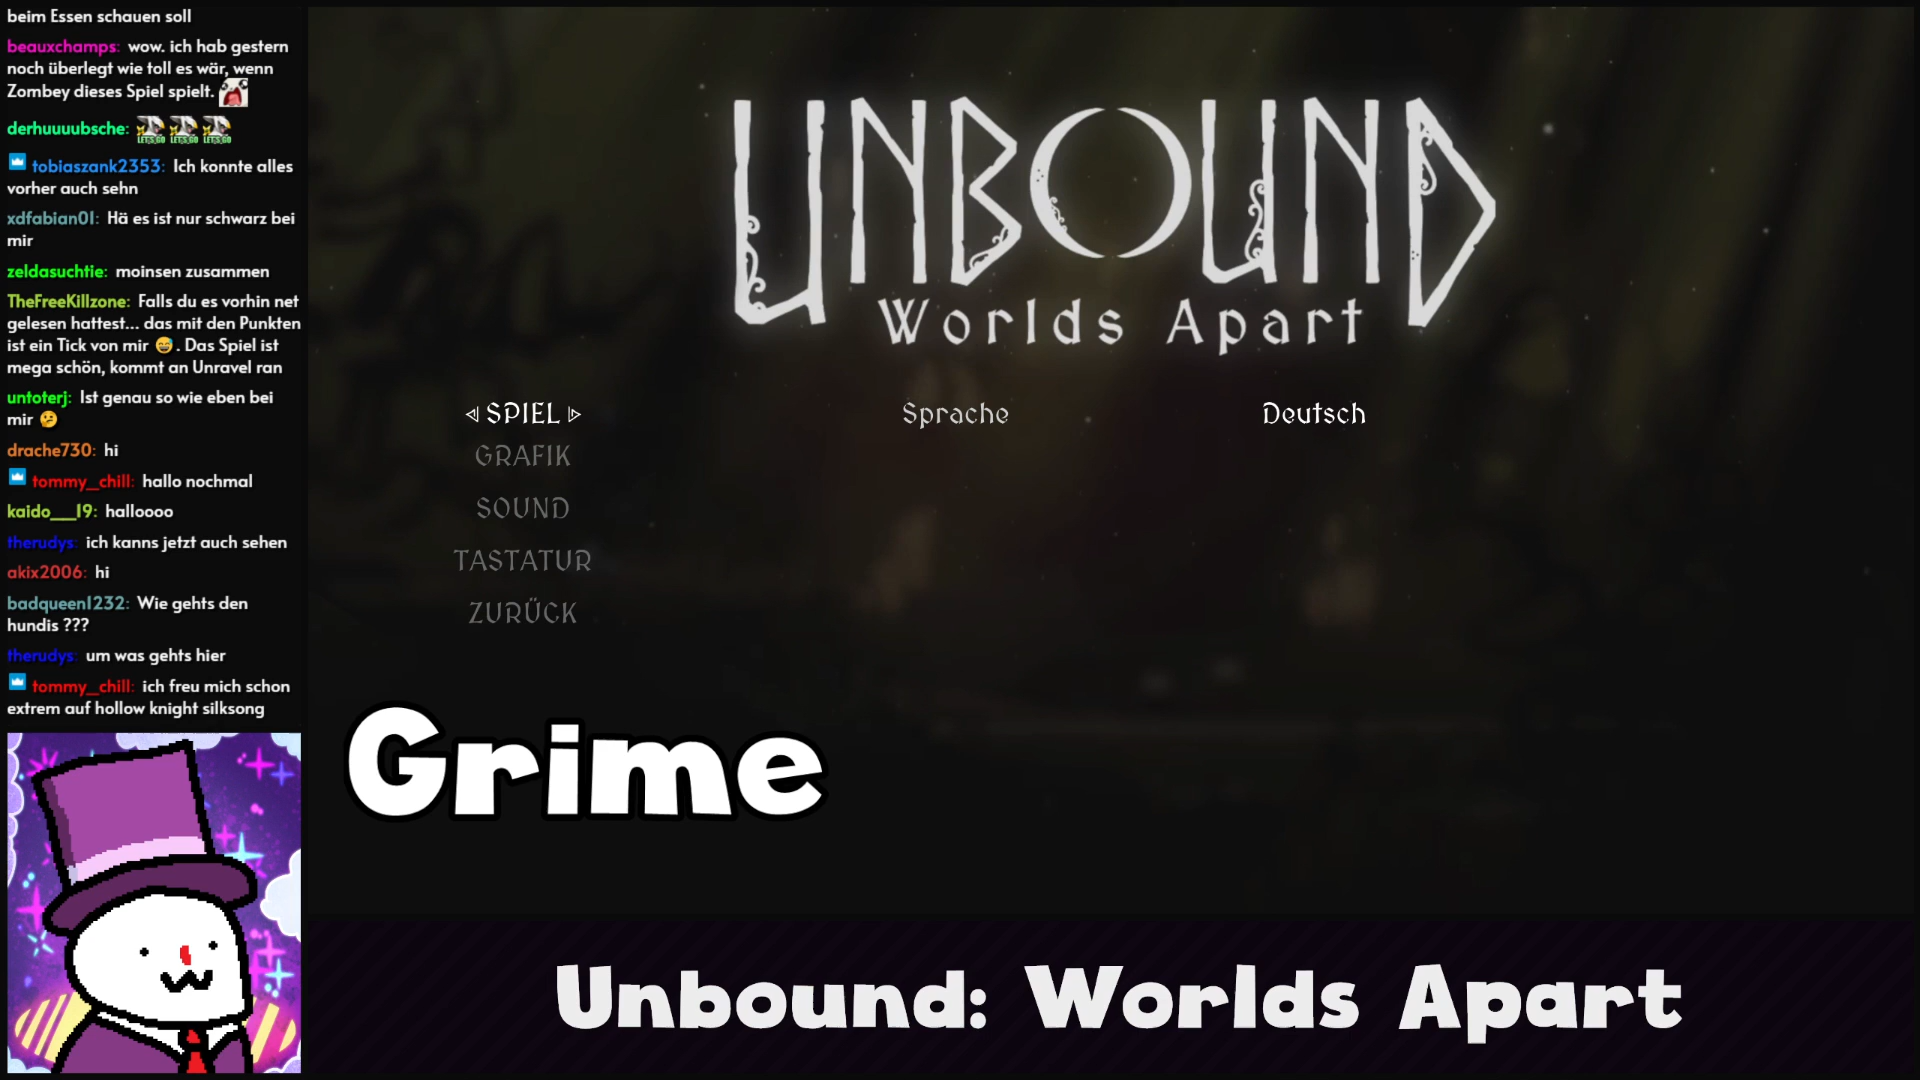 beim Essen schauen soll
beauxchamps: wow. ich hab gestern
noch überlegt wie toll es wär, wenn
Zombey dieses Spiel spielt.
derhuuuubsche: LET'S GO LET'S GO LET'S GO
tobiaszank2353: Ich konnte alles
vorher auch sehn
xdfabian01: Hä es ist nur schwarz bei
mir
zeldasuchtie: moinsen zusammen
TheFreeKillzone: Falls du es vorhin net
gelesen hattest... das mit den Punkten
ist ein Tick von mir 😅. Das Spiel ist
mega schön, kommt an Unravel ran
untoterj: Ist genau so wie eben bei
mir 🤔
drache730: hi
tommy_chill: hallo nochmal
kaido__19: halloooo
therudys: ich kanns jetzt auch sehen
akix2006: hi
badqueen1232: Wie gehts den
hundis ???
therudys: um was gehts hier
tommy_chill: ich freu mich schon
extrem auf hollow knight silksong
UNBOUND
Worlds Apart
SPIEL
Sprache
Deutsch
GRAFIK
SOUND
TASTATUR
ZURÜCK
Grime
Unbound: Worlds Apart